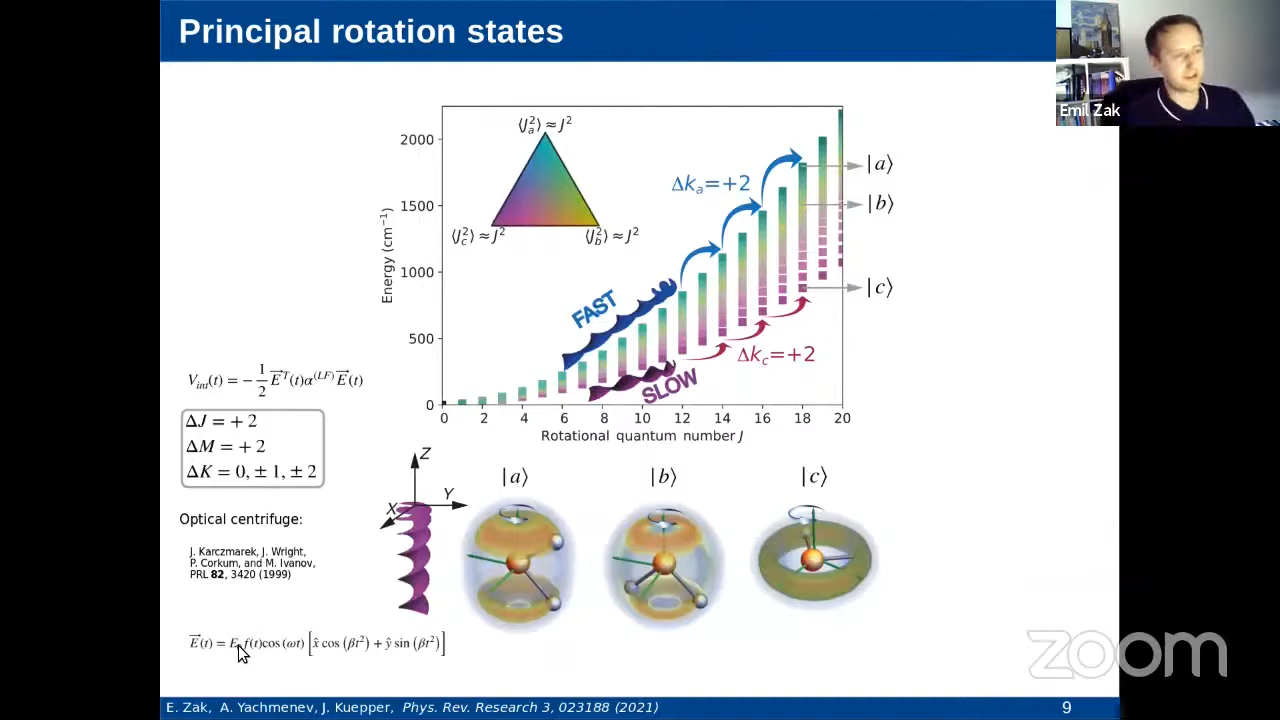 Principal rotation states
Emil Zak
Energy (cm⁻¹)
2000
1500
1000
500
0
⟨J²ₐ⟩ ≈ J²
⟨J²_c⟩ ≈ J²
⟨J²_b⟩ ≈ J²
Δkₐ=+2
FAST
SLOW
Δk_c=+2
|a⟩
|b⟩
|c⟩
0 2 4 6 8 10 12 14 16 18 20
Rotational quantum number J
V_int(t) = −1/2 E⃗ᵀ(t)α⁽ᴸᶠ⁾E⃗(t)
ΔJ = + 2
ΔM = + 2
ΔK = 0, ± 1, ± 2
Optical centrifuge:
J. Karczmarek, J. Wright,
P. Corkum, and M. Ivanov,
PRL 82, 3420 (1999)
Z
Y
X
|a⟩ |b⟩ |c⟩
E⃗(t) = E f(t)cos (ωt) [x̂ cos (βt²) + ŷ sin (βt²)]
zoom
E. Zak, A. Yachmenev, J. Kuepper, Phys. Rev. Research 3, 023188 (2021)
9